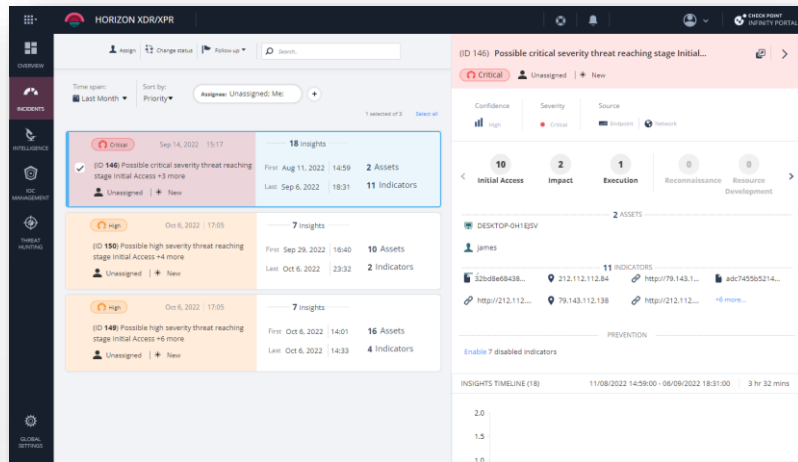 HORIZON XDR/XPR
CHECK POINT
INFINITY PORTAL
OVERVIEW
INCIDENTS
INTELLIGENCE
IOC
MANAGEMENT
THREAT
HUNTING
GLOBAL
SETTINGS
Assign Change status Follow up Search.
Time span: Sort by:
Last Month Priority Assignee: Unassigned; Me; +
1 selected of 3 Select all
Critical Sep 14, 2022 15:17
(ID 146) Possible critical severity threat reaching
stage Initial Access +3 more
Unassigned New
18 Insights
First Aug 11, 2022 14:59 2 Assets
Last Sep 6, 2022 18:31 11 Indicators
High Oct 6, 2022 17:05
(ID 150) Possible high severity threat reaching
stage Initial Access +4 more
Unassigned New
7 Insights
First Sep 29, 2022 16:40 10 Assets
Last Oct 6, 2022 23:32 2 Indicators
High Oct 6, 2022 17:05
(ID 149) Possible high severity threat reaching
stage Initial Access +6 more
Unassigned New
7 Insights
First Oct 6, 2022 14:01 16 Assets
Last Oct 6, 2022 14:33 4 Indicators
(ID 146) Possible critical severity threat reaching stage Initial...
Critical Unassigned New
Confidence Severity Source
High Critical Endpoint Network
10 2 1 0 0
Initial Access Impact Execution Reconnaissance Resource
Development
2 ASSETS
DESKTOP-0H1EJSV
james
11 INDICATORS
32bd8e68438... 212.112.112.84 http://79.143.1... adc7455b5214...
http://212.112... 79.143.112.138 http://212.112... +6 more...
PREVENTION
Enable 7 disabled indicators
INSIGHTS TIMELINE (18) 11/08/2022 14:59:00 - 06/09/2022 18:31:00 3 hr 32 mins
2.0
1.5
1.0